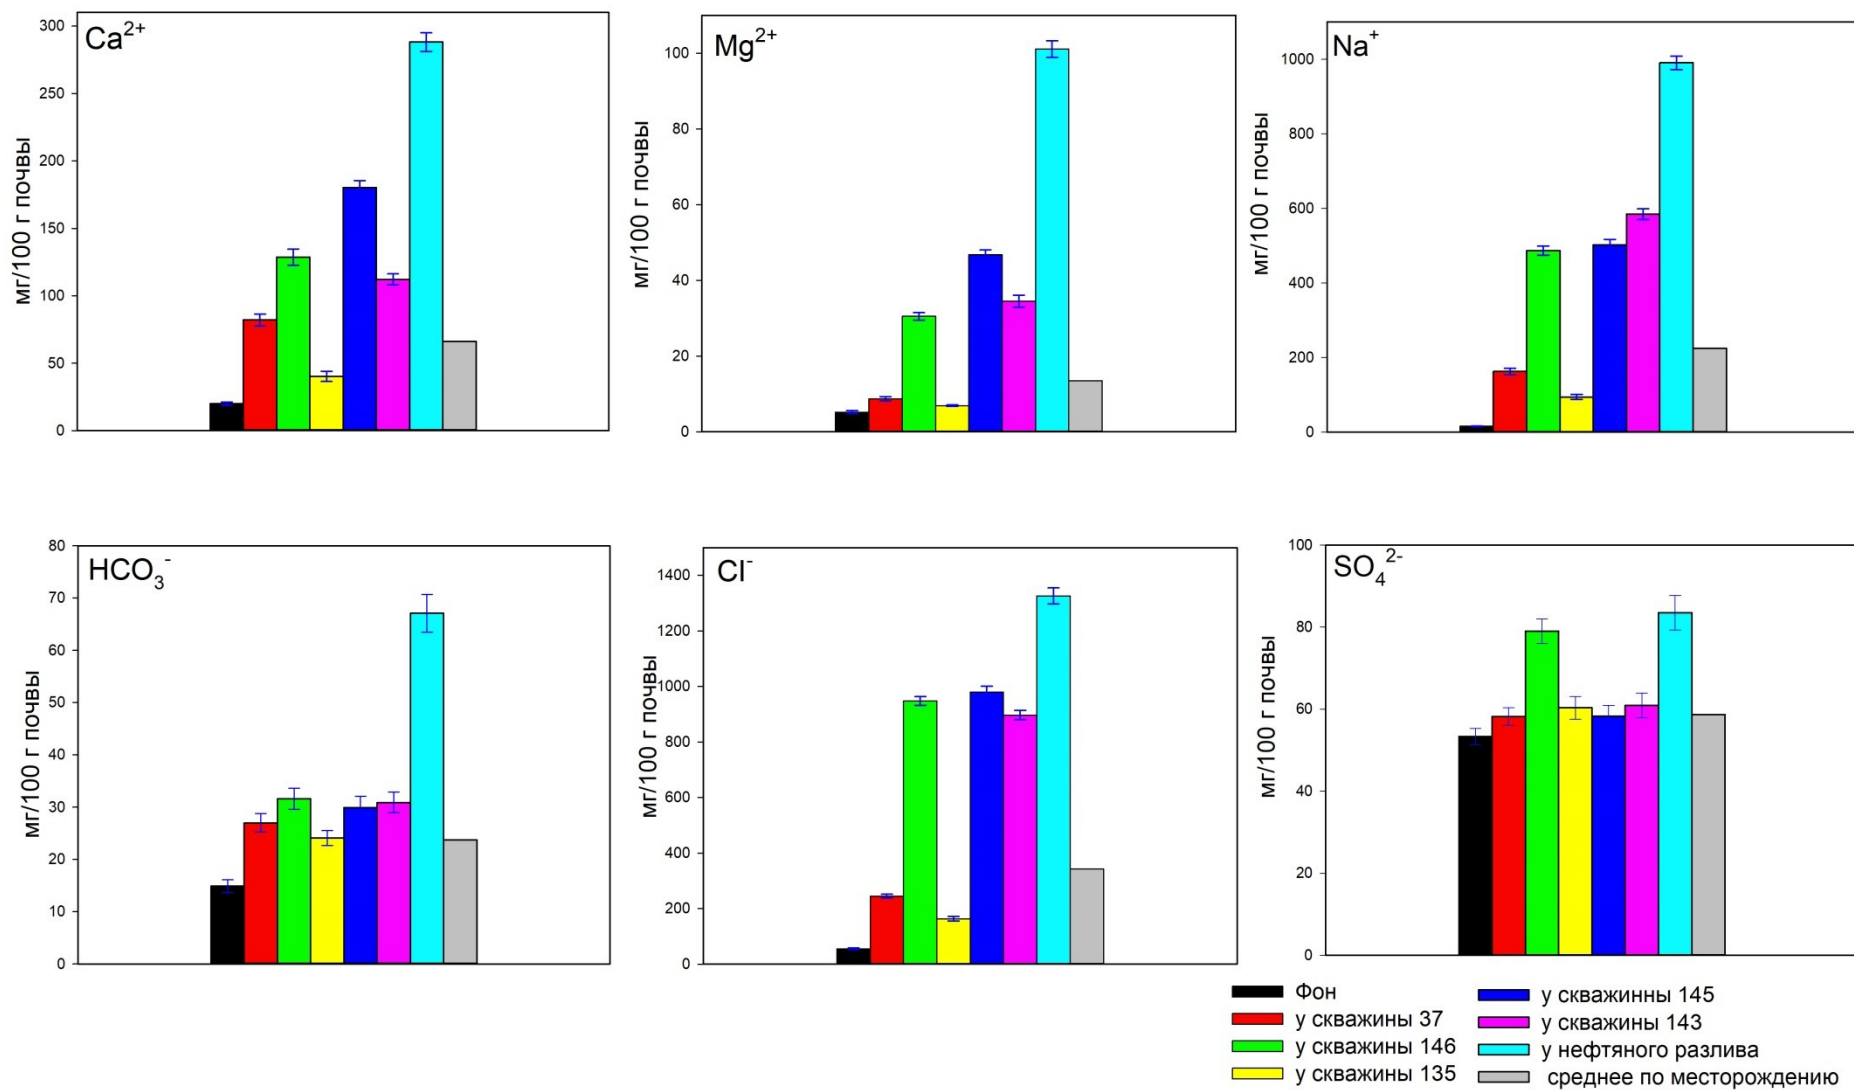 Ca²⁺
мг/100 г почвы
300
250
200
150
100
50
0
Mg²⁺
мг/100 г почвы
100
80
60
40
20
0
Na⁺
мг/100 г почвы
1000
800
600
400
200
0
HCO₃⁻
мг/100 г почвы
80
70
60
50
40
30
20
10
0
Cl⁻
мг/100 г почвы
1400
1200
1000
800
600
400
200
0
SO₄²⁻
мг/100 г почвы
100
80
60
40
20
0
Фон
у скважины 37
у скважины 146
у скважины 135
у скважинны 145
у скважины 143
у нефтяного разлива
среднее по месторождению